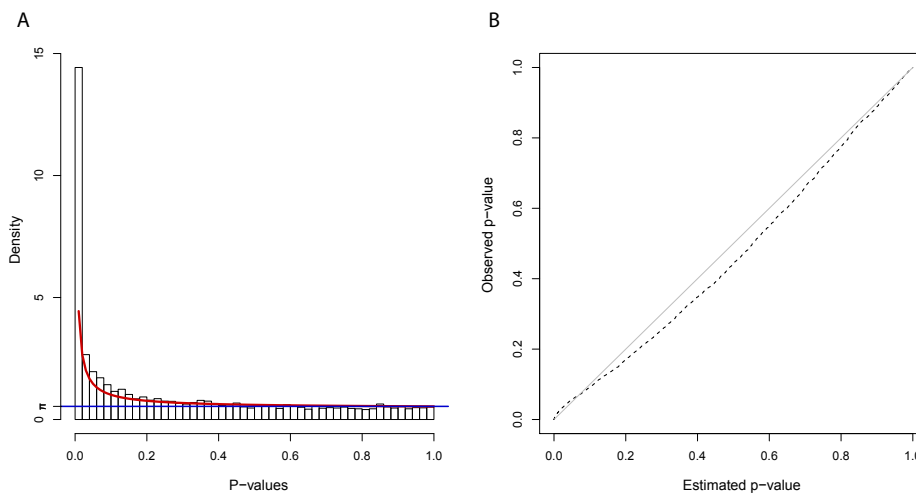 A
B
15
10
5
π
0
Density
0.0 0.2 0.4 0.6 0.8 1.0
P−values
1.0
0.8
0.6
0.4
0.2
0.0
Observed p−value
0.0 0.2 0.4 0.6 0.8 1.0
Estimated p−value